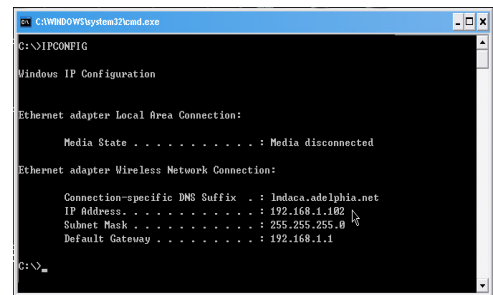 C:\WINDOWS\system32\cmd.exe
C:\>IPCONFIG
Windows IP Configuration
Ethernet adapter Local Area Connection:
Media State . . . . . . . . . . . : Media disconnected
Ethernet adapter Wireless Network Connection:
Connection-specific DNS Suffix . : lmdaca.adelphia.net
IP Address. . . . . . . . . . . . : 192.168.1.102
Subnet Mask . . . . . . . . . . . : 255.255.255.0
Default Gateway . . . . . . . . . : 192.168.1.1
C:\>_